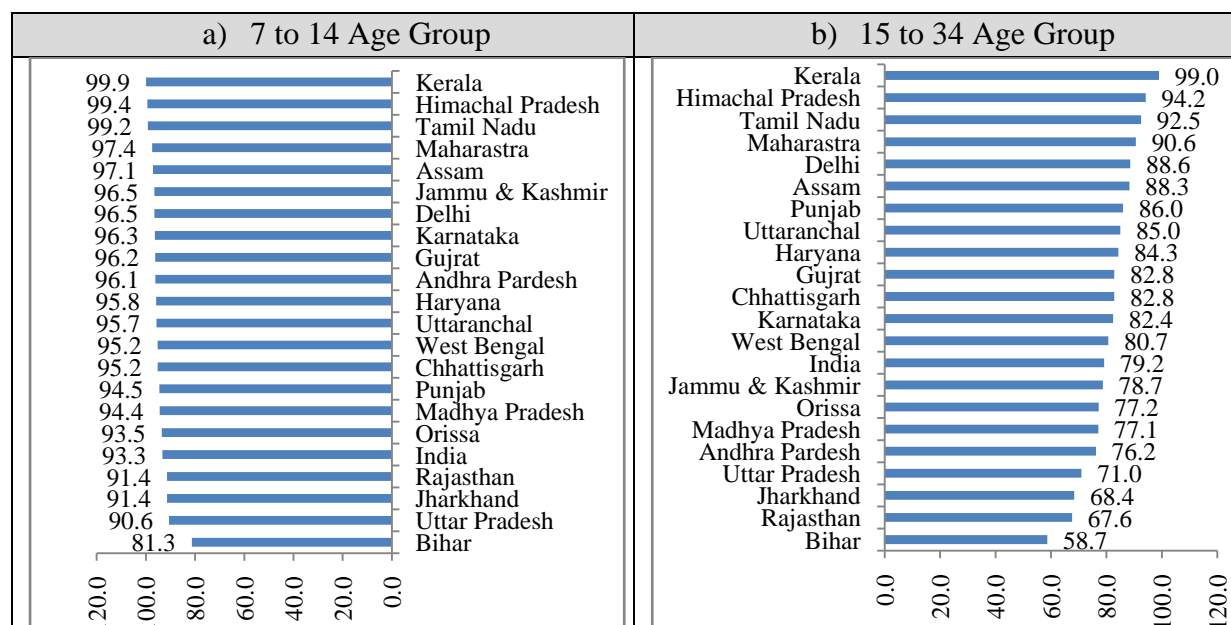 a) 7 to 14 Age Group
99.9 Kerala
99.4 Himachal Pradesh
99.2 Tamil Nadu
97.4 Maharastra
97.1 Assam
96.5 Jammu & Kashmir
96.5 Delhi
96.3 Karnataka
96.2 Gujrat
96.1 Andhra Pardesh
95.8 Haryana
95.7 Uttaranchal
95.2 West Bengal
95.2 Chhattisgarh
94.5 Punjab
94.4 Madhya Pradesh
93.5 Orissa
93.3 India
91.4 Rajasthan
91.4 Jharkhand
90.6 Uttar Pradesh
81.3 Bihar
20.0 00.0 80.0 60.0 40.0 20.0 0.0
b) 15 to 34 Age Group
Kerala 99.0
Himachal Pradesh 94.2
Tamil Nadu 92.5
Maharastra 90.6
Delhi 88.6
Assam 88.3
Punjab 86.0
Uttaranchal 85.0
Haryana 84.3
Gujrat 82.8
Chhattisgarh 82.8
Karnataka 82.4
West Bengal 80.7
India 79.2
Jammu & Kashmir 78.7
Orissa 77.2
Madhya Pradesh 77.1
Andhra Pardesh 76.2
Uttar Pradesh 71.0
Jharkhand 68.4
Rajasthan 67.6
Bihar 58.7
0.0 20.0 40.0 60.0 80.0 100.0 120.0